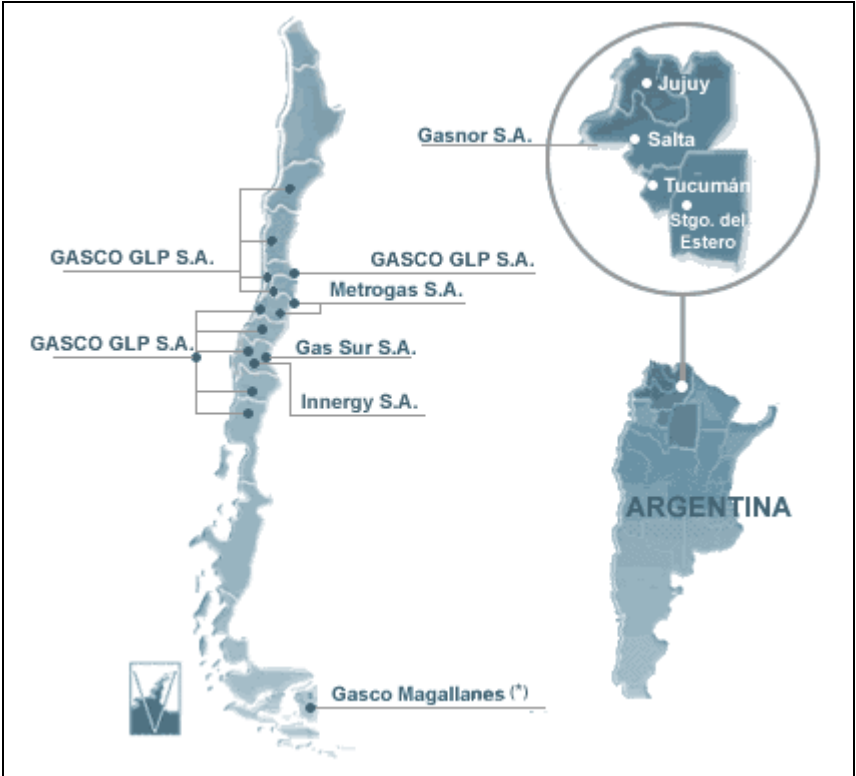 Jujuy
Gasnor S.A.
Salta
Tucumán
Stgo. del
Estero
GASCO GLP S.A.
GASCO GLP S.A.
Metrogas S.A.
GASCO GLP S.A.
Gas Sur S.A.
Innergy S.A.
ARGENTINA
Gasco Magallanes (*)